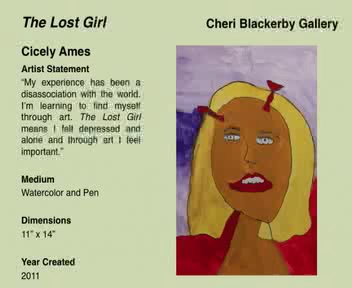 The Lost Girl
Cheri Blackerby Gallery
Cicely Ames
Artist Statement
“My experience has been a
disassociation with the world.
I’m learning to find myself
through art. The Lost Girl
means I felt depressed and
alone and through art I feel
important.”
Medium
Watercolor and Pen
Dimensions
11” x 14”
Year Created
2011